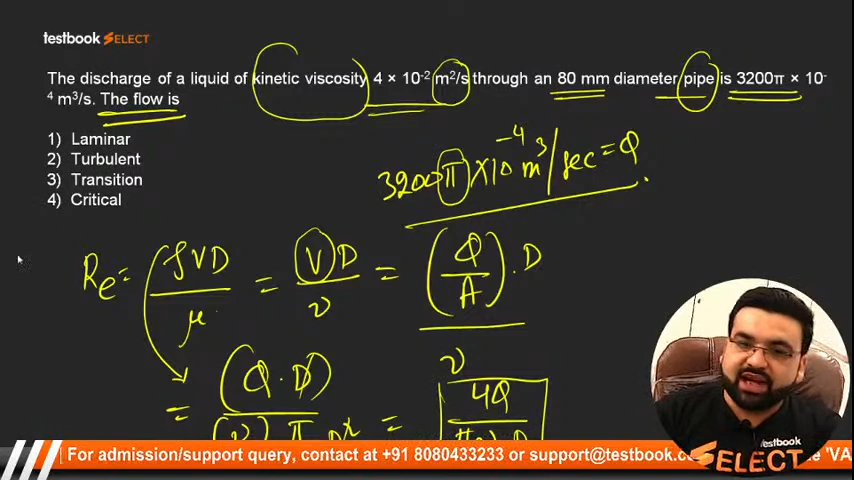 testbook SELECT
The discharge of a liquid of kinetic viscosity 4 × 10-2 m2/s through an 80 mm diameter pipe is 3200π × 10-
4 m3/s. The flow is
1) Laminar
2) Turbulent
3) Transition
4) Critical
3200π × 10-4 m3/sec = Q
Re = ρVD/μ = VD/ν = (Q/A).D/ν
= (Q.D)/(ν) π D2 = 4Q/πνD
[ For admission/support query, contact at +91 8080433233 or support@testbook.co
testbook
SELECT